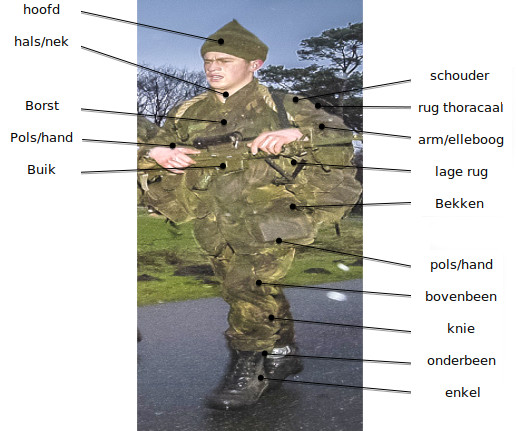 hoofd
hals/nek
Borst
Pols/hand
Buik
schouder
rug thoracaal
arm/elleboog
lage rug
Bekken
pols/hand
bovenbeen
knie
onderbeen
enkel